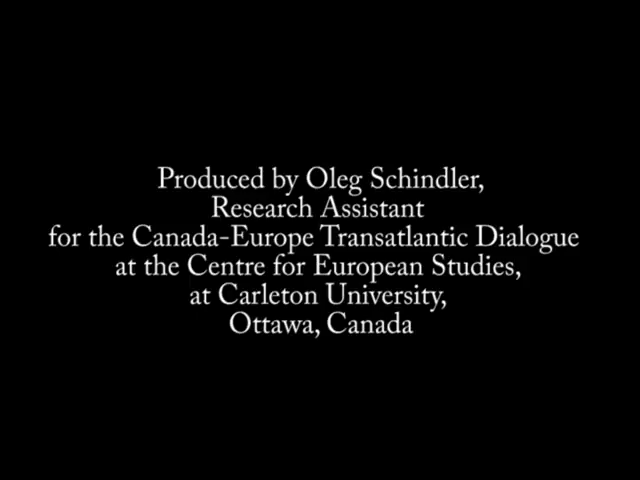 Produced by Oleg Schindler,
Research Assistant
for the Canada-Europe Transatlantic Dialogue
at the Centre for European Studies,
at Carleton University,
Ottawa, Canada